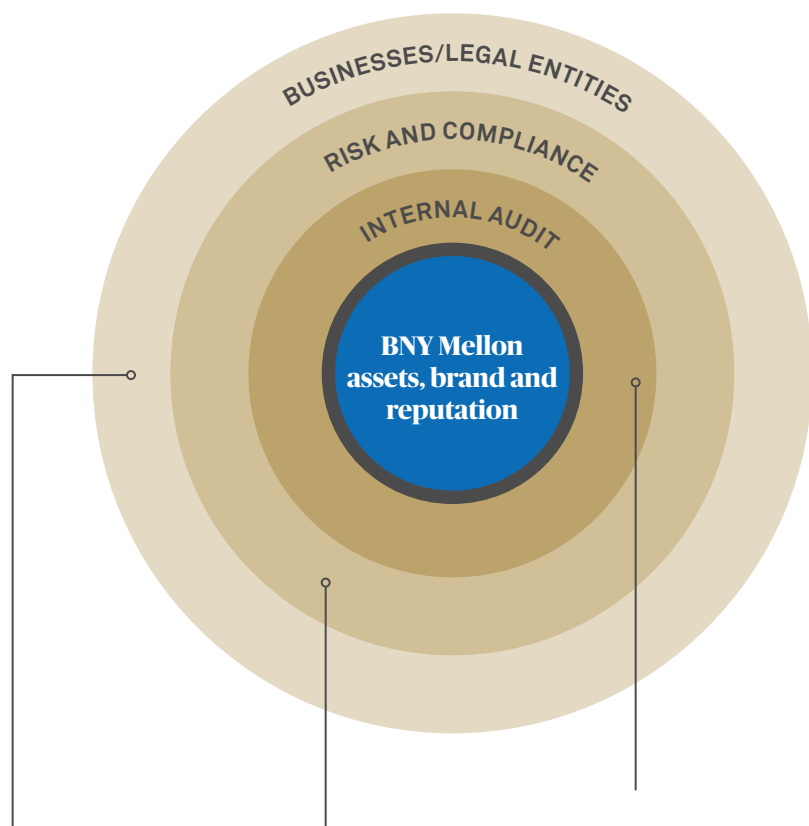 BUSINESSES/LEGAL ENTITIES
RISK AND COMPLIANCE
INTERNAL AUDIT
BNY Mellon
assets, brand and
reputation